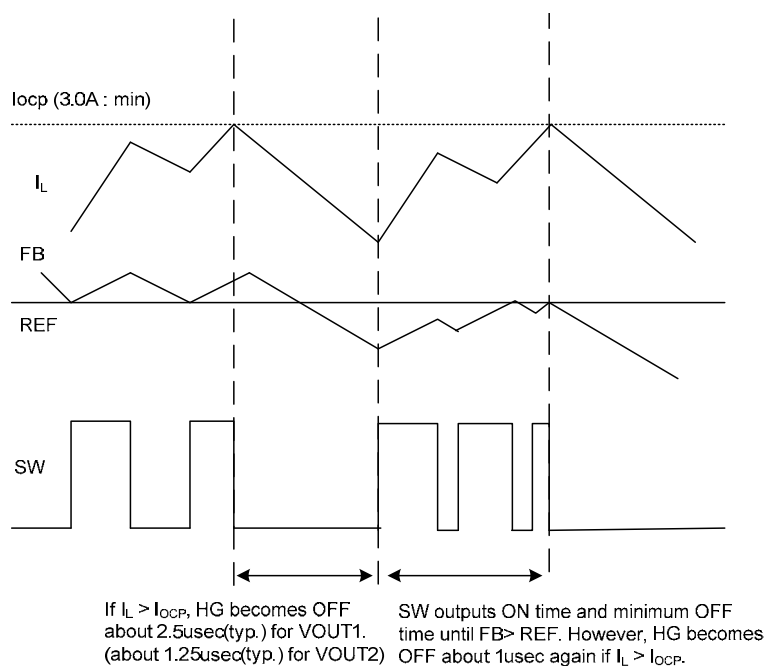 Iocp (3.0A : min)
IL
FB
REF
SW
If IL > IOCP, HG becomes OFF
about 2.5usec(typ.) for VOUT1.
(about 1.25usec(typ.) for VOUT2)
SW outputs ON time and minimum OFF
time until FB> REF. However, HG becomes
OFF about 1usec again if IL > IOCP.